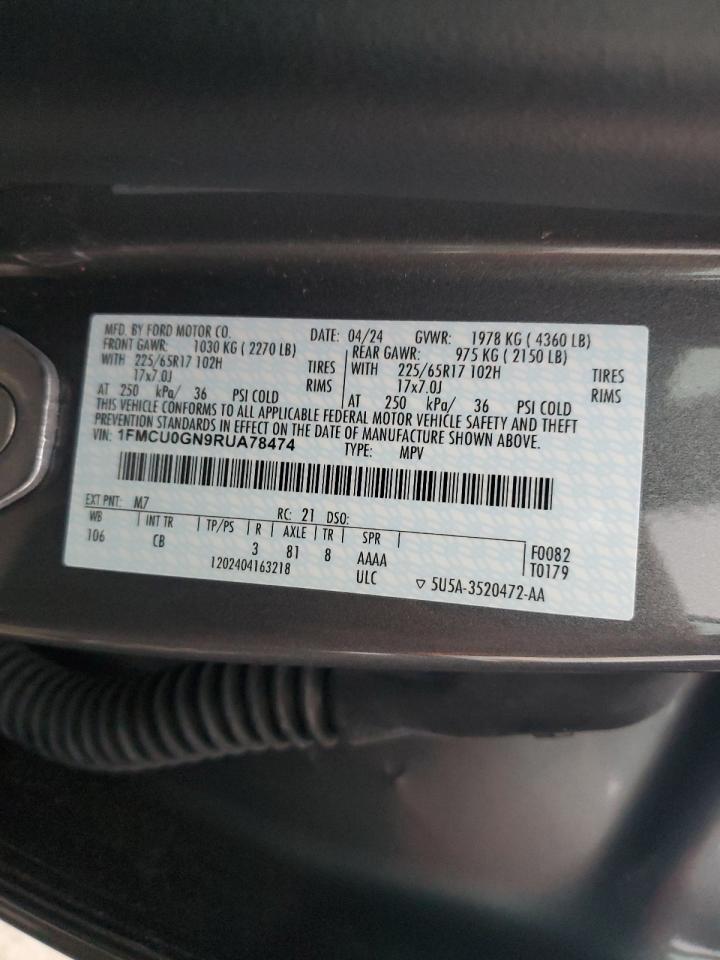 MFD. BY FORD MOTOR CO. DATE: 04/24 GVWR: 1978 KG ( 4360 LB)
FRONT GAWR: 1030 KG ( 2270 LB) REAR GAWR: 975 KG ( 2150 LB)
WITH 225/65R17 102H TIRES WITH 225/65R17 102H TIRES
17x7.0J RIMS 17x7.0J RIMS
AT 250 kPa/ 36 PSI COLD AT 250 kPa/ 36 PSI COLD
THIS VEHICLE CONFORMS TO ALL APPLICABLE FEDERAL MOTOR VEHICLE SAFETY AND THEFT
PREVENTION STANDARDS IN EFFECT ON THE DATE OF MANUFACTURE SHOWN ABOVE.
VIN: 1FMCU0GN9RUA78474 TYPE: MPV
EXT PNT: M7 RC: 21 DSO:
WB INT TR TP/PS R AXLE TR SPR
106 CB 3 81 8 AAAA F0082
1202404163218 ULC T0179
▽ 5U5A-3520472-AA